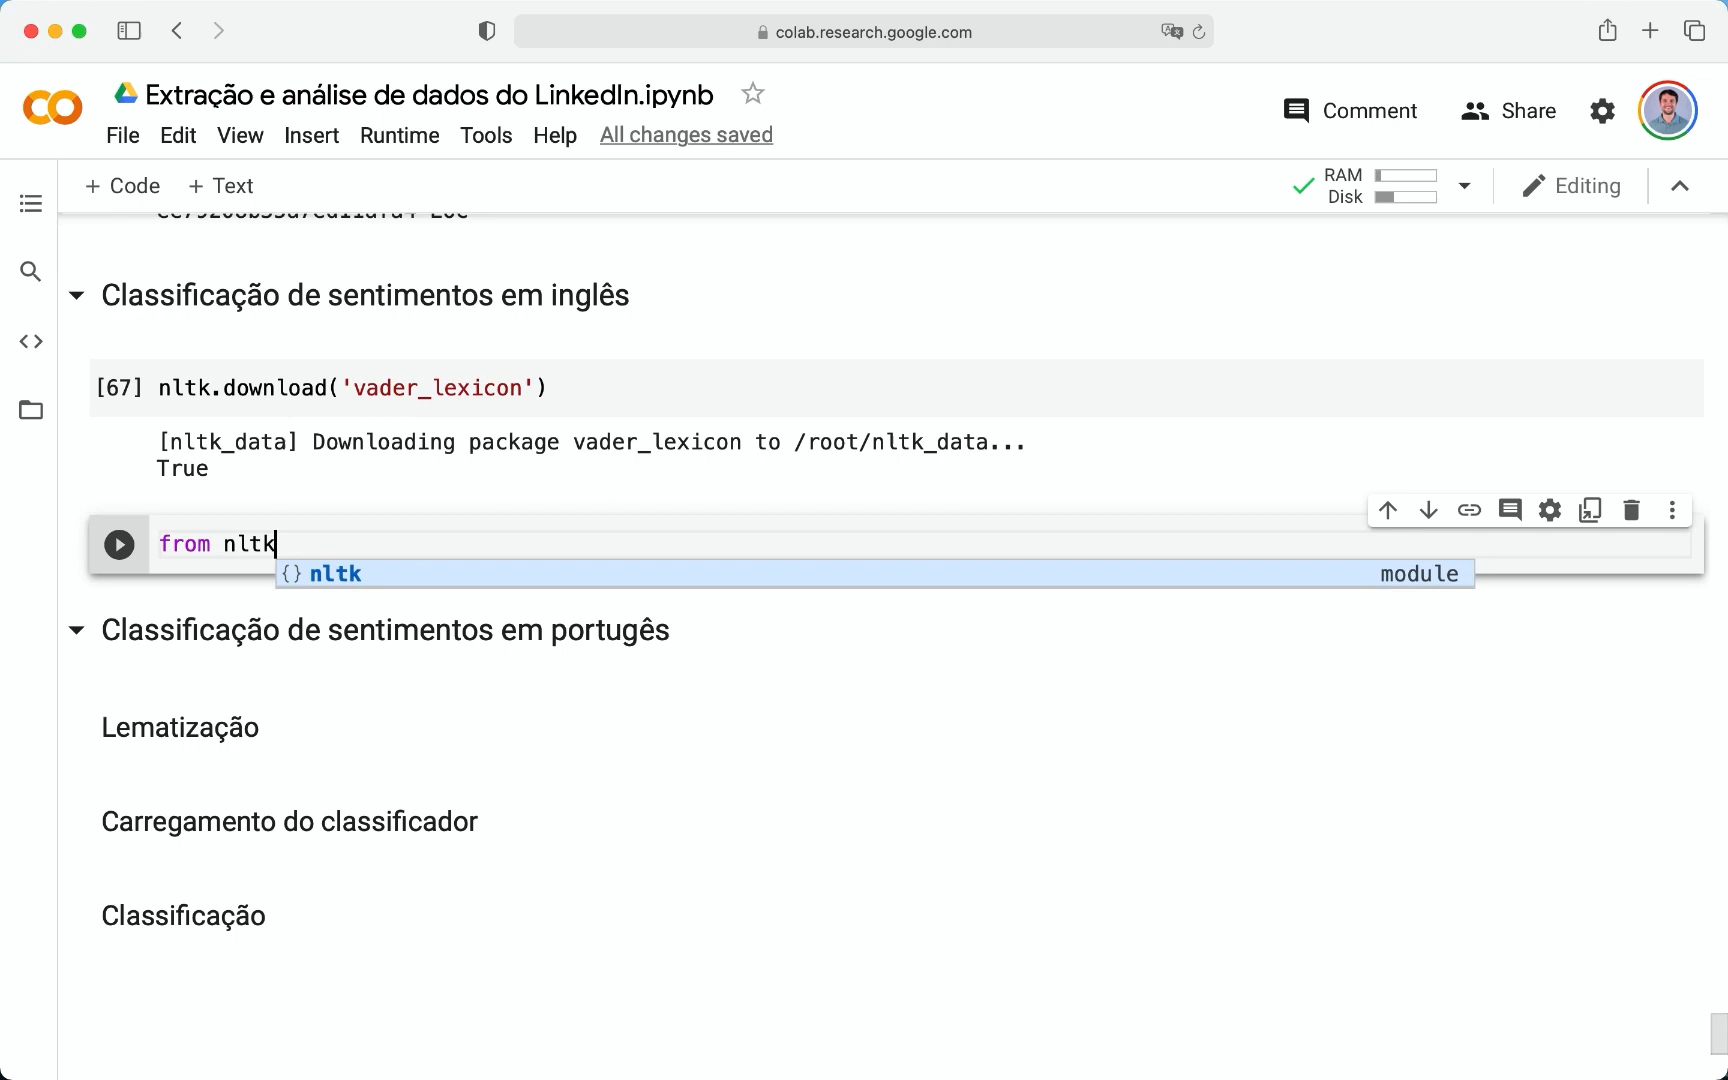 colab.research.google.com
Extração e análise de dados do LinkedIn.ipynb
Comment
Share
File Edit View Insert Runtime Tools Help All changes saved
+ Code + Text
RAM
Disk
Editing
Classificação de sentimentos em inglês
[67] nltk.download('vader_lexicon')
[nltk_data] Downloading package vader_lexicon to /root/nltk_data...
True
from nltk
{} nltk module
Classificação de sentimentos em portugês
Lematização
Carregamento do classificador
Classificação